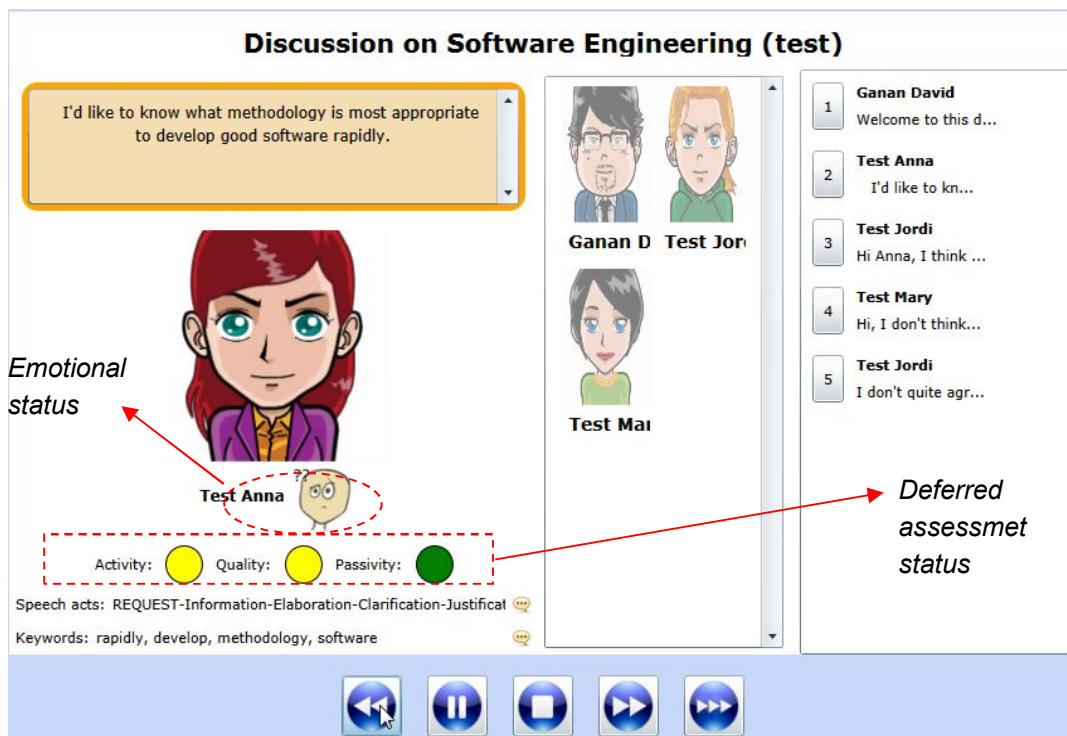 Discussion on Software Engineering (test)
I'd like to know what methodology is most appropriate
to develop good software rapidly.
Emotional
status
??
Test Anna
Activity:
Quality:
Passivity:
Speech acts: REQUEST-Information-Elaboration-Clarification-Justificat
Keywords: rapidly, develop, methodology, software
Ganan D
Test Jor
Test Mar
1
Ganan David
Welcome to this d...
2
Test Anna
I'd like to kn...
3
Test Jordi
Hi Anna, I think ...
4
Test Mary
Hi, I don't think...
5
Test Jordi
I don't quite agr...
Deferred
assessmet
status